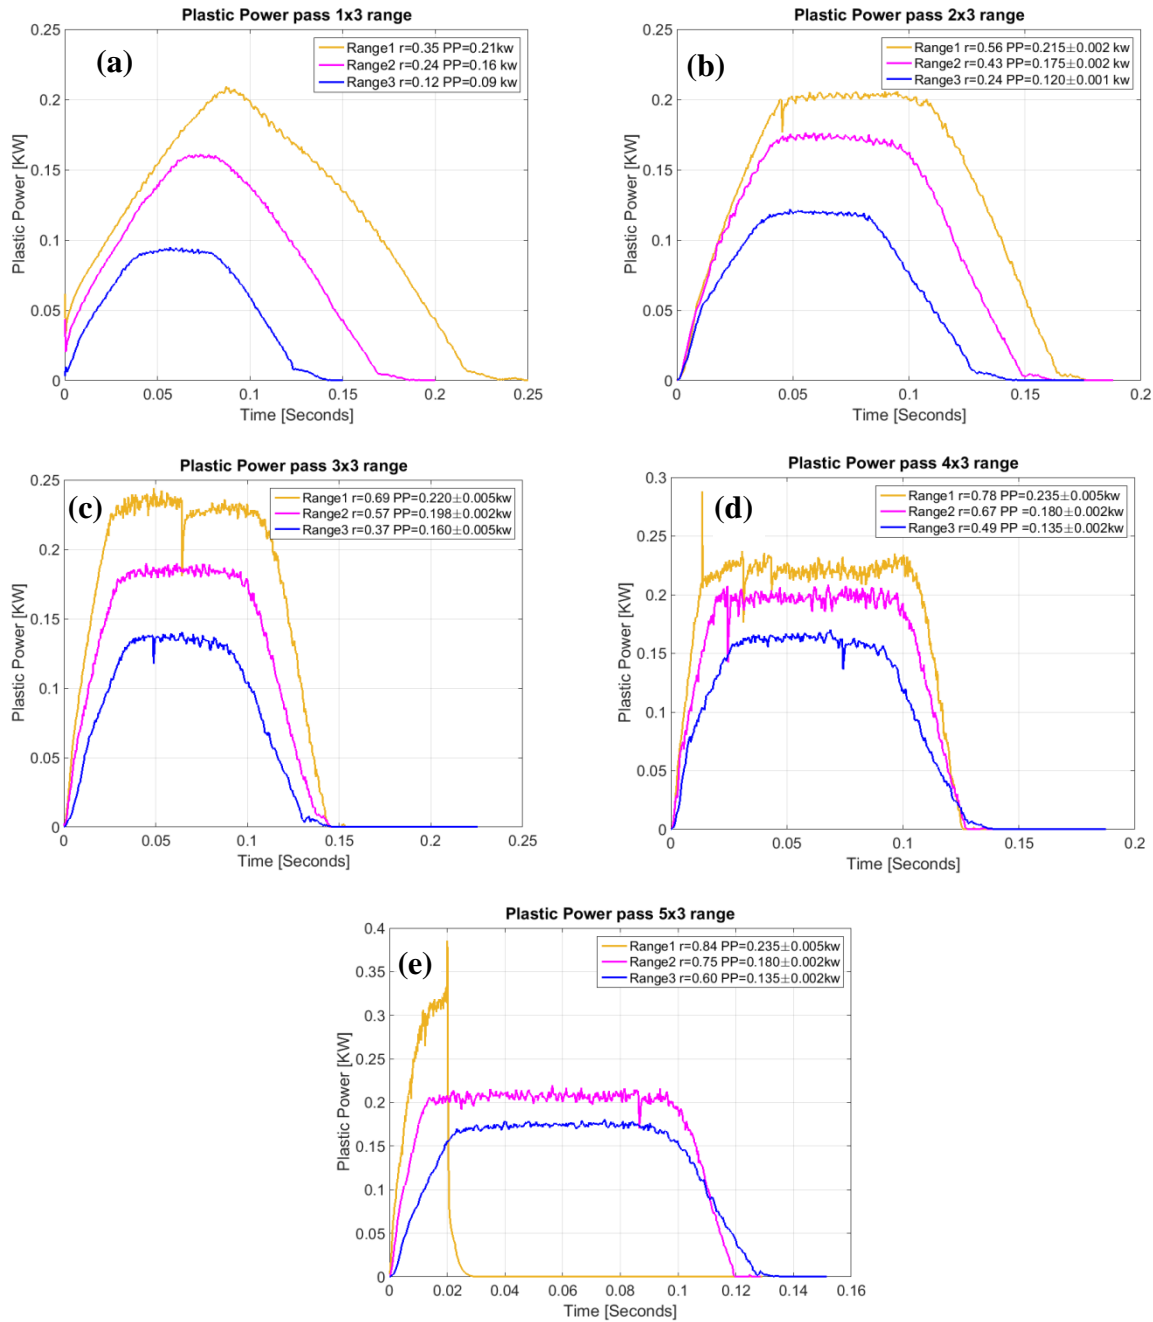 Plastic Power pass 1x3 range
(a)
Range1 r=0.35 PP=0.21kw
Range2 r=0.24 PP=0.16 kw
Range3 r=0.12 PP=0.09 kw
Plastic Power [KW]
0.25
0.2
0.15
0.1
0.05
0
0 0.05 0.1 0.15 0.2 0.25
Time [Seconds]
Plastic Power pass 2x3 range
(b)
Range1 r=0.56 PP=0.215±0.002 kw
Range2 r=0.43 PP=0.175±0.002 kw
Range3 r=0.24 PP=0.120±0.001 kw
Plastic Power [KW]
0.25
0.2
0.15
0.1
0.05
0
0 0.05 0.1 0.15 0.2
Time [Seconds]
Plastic Power pass 3x3 range
(c)
Range1 r=0.69 PP=0.220±0.005kw
Range2 r=0.57 PP=0.198±0.002kw
Range3 r=0.37 PP=0.160±0.005kw
Plastic Power [KW]
0.25
0.2
0.15
0.1
0.05
0
0 0.05 0.1 0.15 0.2 0.25
Time [Seconds]
Plastic Power pass 4x3 range
(d)
Range1 r=0.78 PP=0.235±0.005kw
Range2 r=0.67 PP =0.180±0.002kw
Range3 r=0.49 PP =0.135±0.002kw
Plastic Power [KW]
0.3
0.25
0.2
0.15
0.1
0.05
0
0 0.05 0.1 0.15 0.2
Time [Seconds]
Plastic Power pass 5x3 range
(e)
Range1 r=0.84 PP=0.235±0.005kw
Range2 r=0.75 PP=0.180±0.002kw
Range3 r=0.60 PP=0.135±0.002kw
Plastic Power [KW]
0.4
0.35
0.3
0.25
0.2
0.15
0.1
0.05
0
0 0.02 0.04 0.06 0.08 0.1 0.12 0.14 0.16
Time [Seconds]